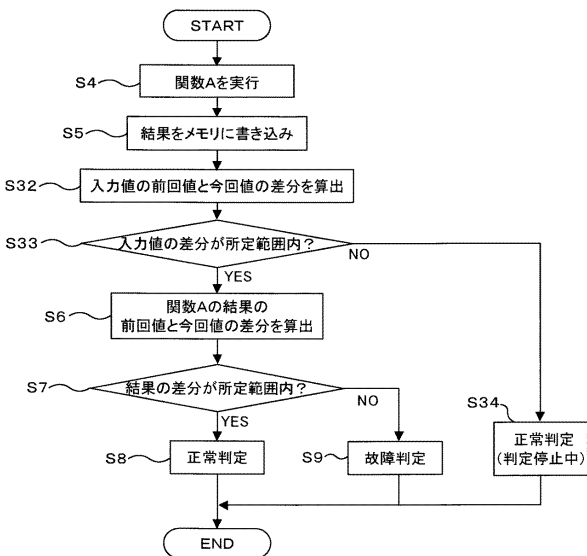 START
S4
関数Aを実行
S5
結果をメモリに書き込み
S32
入力値の前回値と今回値の差分を算出
S33
入力値の差分が所定範囲内?
NO
YES
S6
関数Aの結果の
前回値と今回値の差分を算出
S7
結果の差分が所定範囲内?
NO
YES
S34
S8
正常判定
S9
故障判定
正常判定
(判定停止中)
END